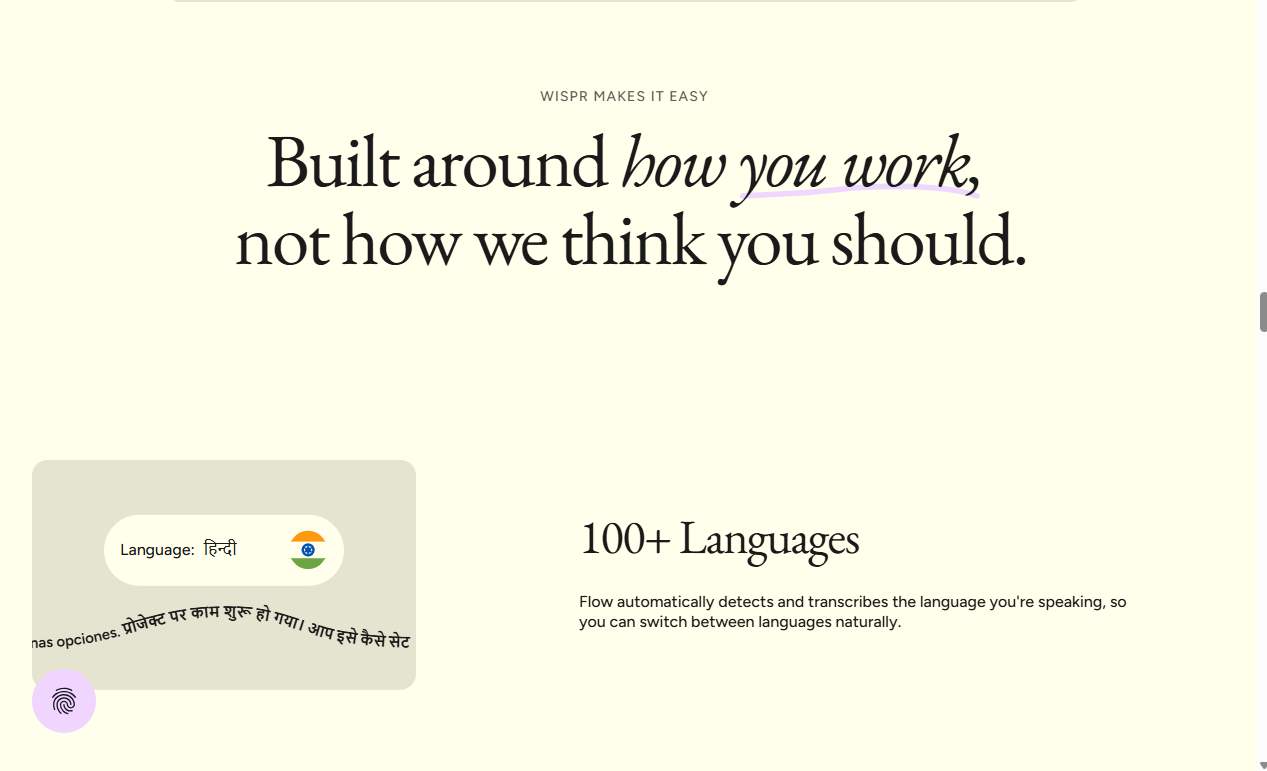 WISPR MAKES IT EASY
Built around how you work,
not how we think you should.
Language: हिन्दी
nas opciones. प्रोजेक्ट पर काम शुरू हो गया। आप इसे कैसे सेट
100+ Languages
Flow automatically detects and transcribes the language you're speaking, so
you can switch between languages naturally.